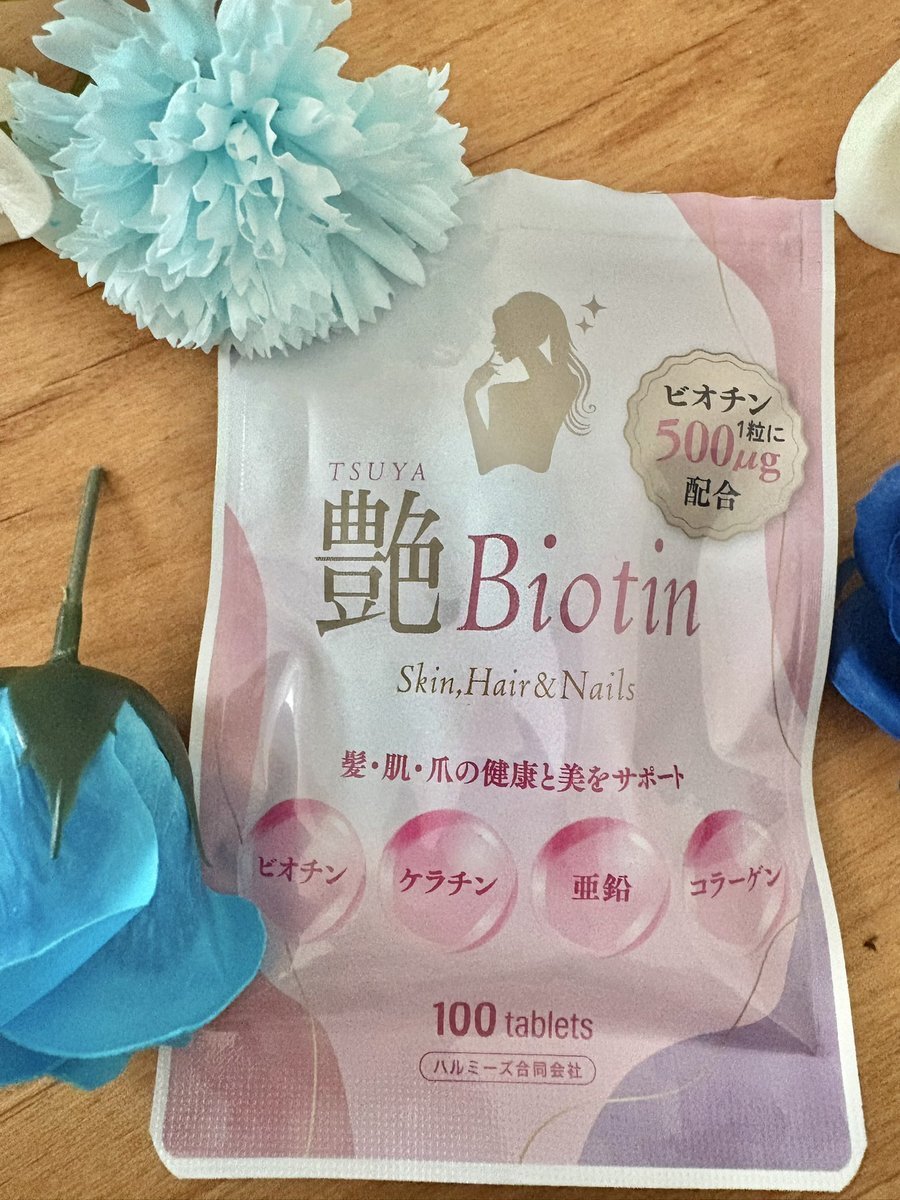 ビオチン
1粒に
500μg
配合
TSUYA
艶Biotin
Skin,Hair&Nails
髪・肌・爪の健康と美をサポート
ビオチン
ケラチン
亜鉛
コラーゲン
100 tablets
ハルミーズ合同会社